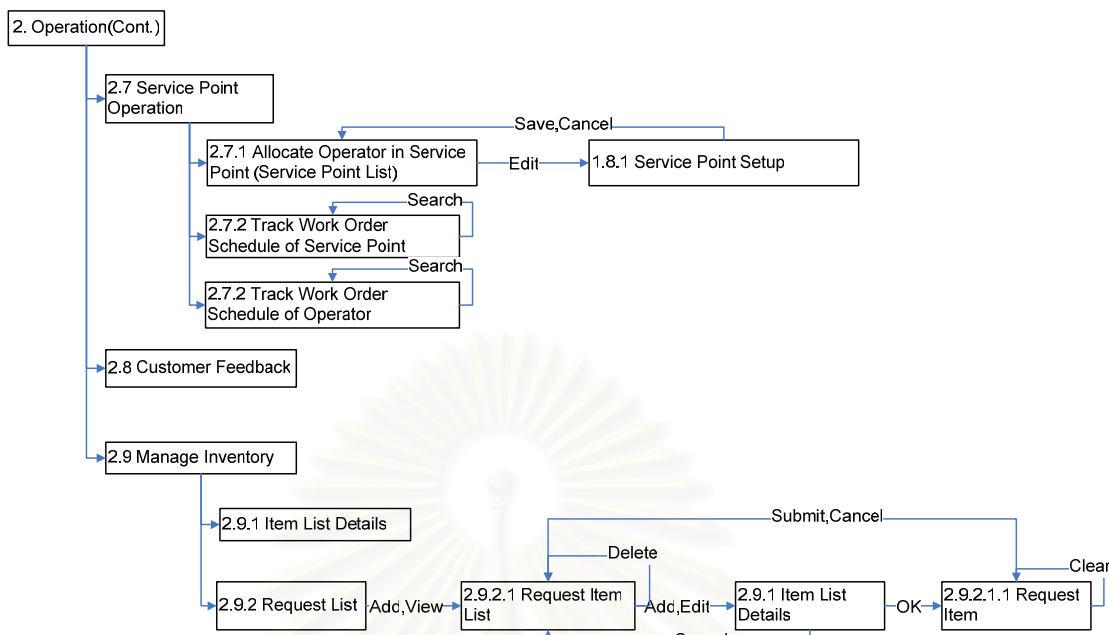 2. Operation(Cont.)
2.7 Service Point
Operation
Save,Cancel
2.7.1 Allocate Operator in Service
Point (Service Point List)
Edit
1.8.1 Service Point Setup
Search
2.7.2 Track Work Order
Schedule of Service Point
Search
2.7.2 Track Work Order
Schedule of Operator
2.8 Customer Feedback
2.9 Manage Inventory
2.9.1 Item List Details
Submit,Cancel
Delete
Clear
2.9.2 Request List
Add,View
2.9.2.1 Request Item
List
Add,Edit
2.9.1 Item List
Details
OK
2.9.2.1.1 Request
Item